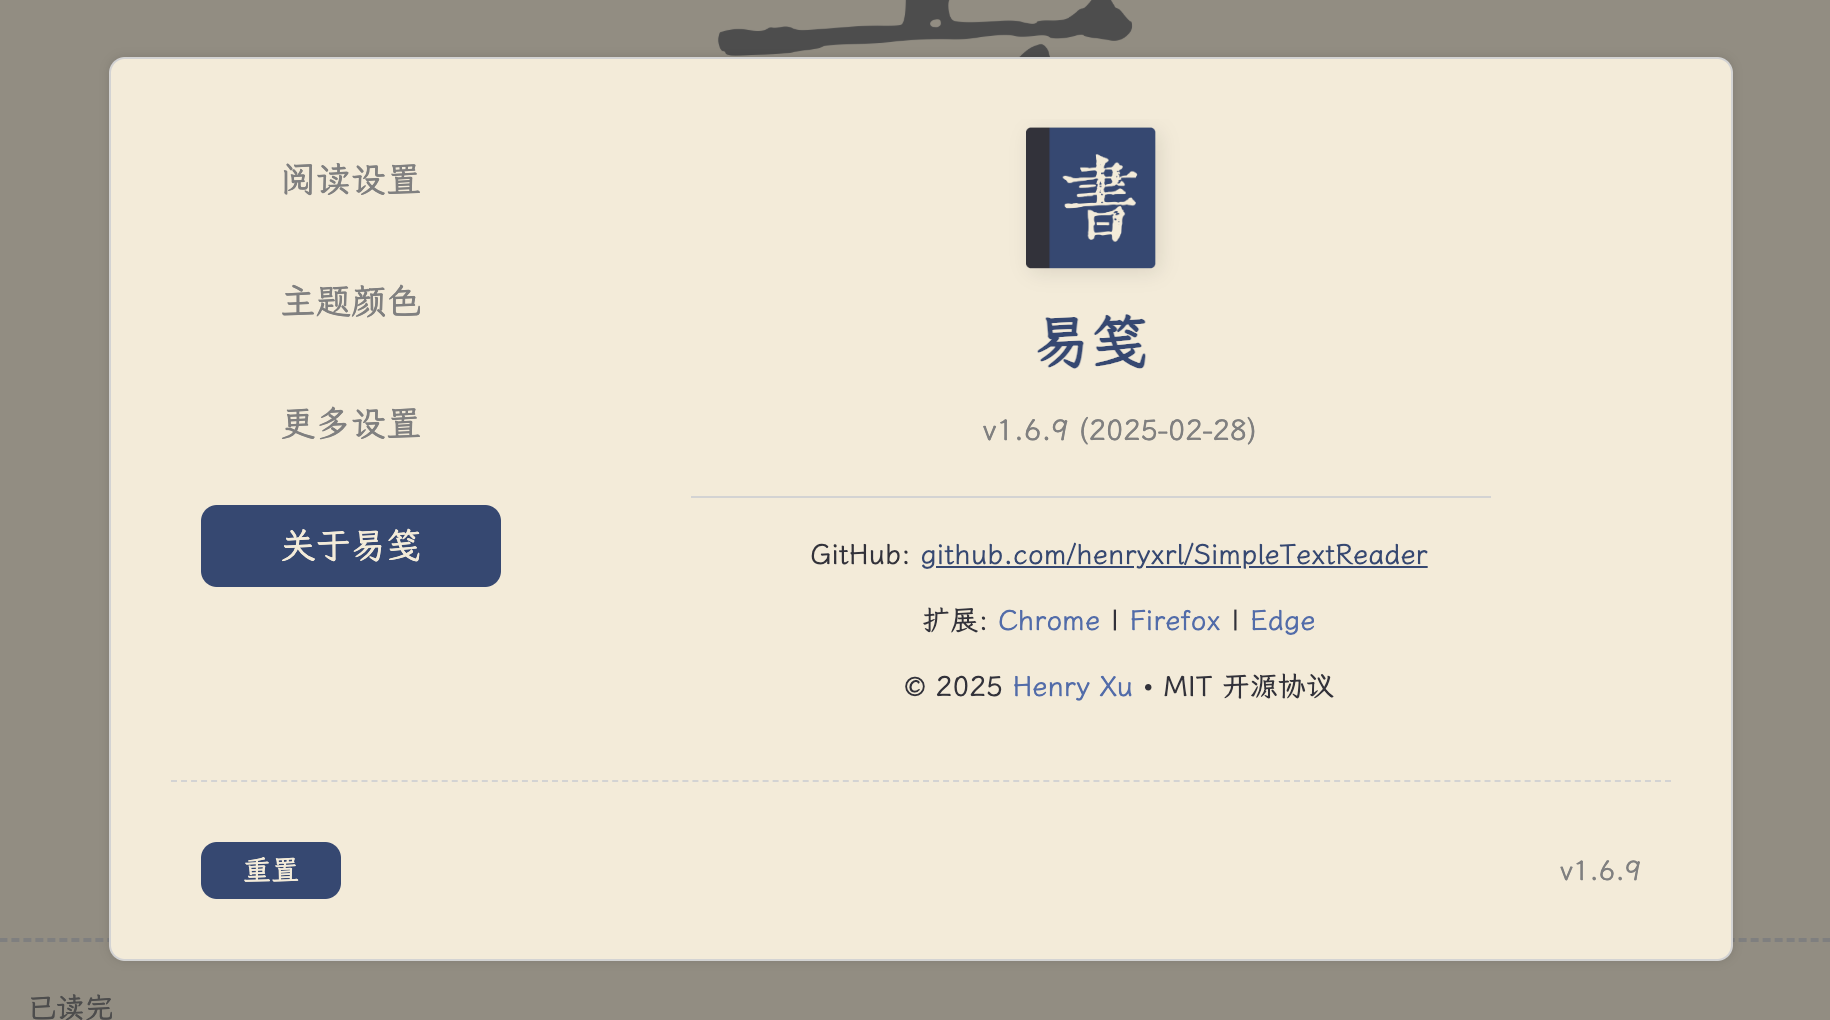 阅读设置
主题颜色
更多设置
关于易笺
書
易笺
v1.6.9 (2025-02-28)
GitHub: github.com/henryxrl/SimpleTextReader
扩展: Chrome | Firefox | Edge
© 2025 Henry Xu • MIT 开源协议
重置
v1.6.9
已读完